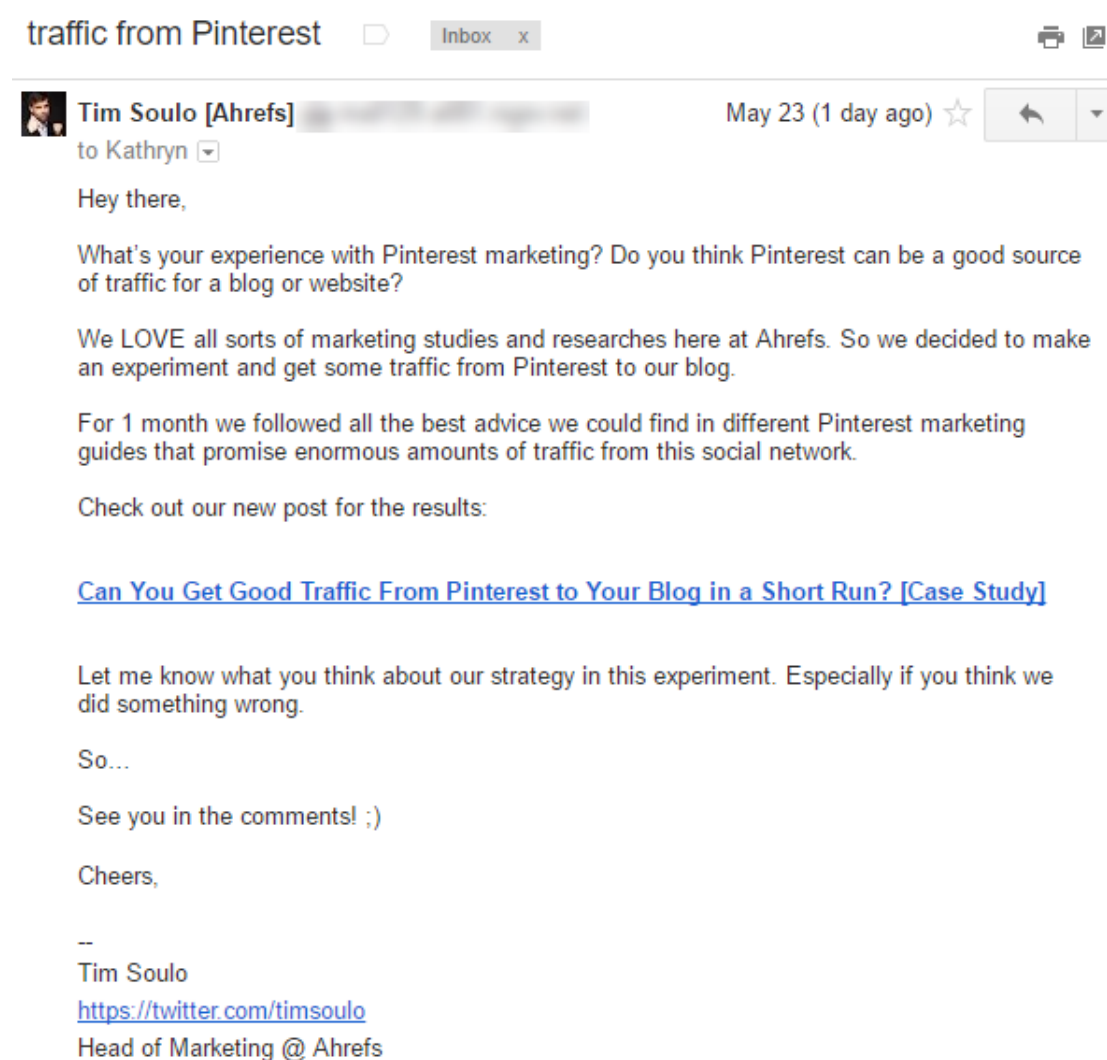 traffic from Pinterest
Inbox x
Tim Soulo [Ahrefs]
May 23 (1 day ago)
to Kathryn
Hey there,
What's your experience with Pinterest marketing? Do you think Pinterest can be a good source
of traffic for a blog or website?
We LOVE all sorts of marketing studies and researches here at Ahrefs. So we decided to make
an experiment and get some traffic from Pinterest to our blog.
For 1 month we followed all the best advice we could find in different Pinterest marketing
guides that promise enormous amounts of traffic from this social network.
Check out our new post for the results:
Can You Get Good Traffic From Pinterest to Your Blog in a Short Run? [Case Study]
Let me know what you think about our strategy in this experiment. Especially if you think we
did something wrong.
So...
See you in the comments! ;)
Cheers,
--
Tim Soulo
https://twitter.com/timsoulo
Head of Marketing @ Ahrefs